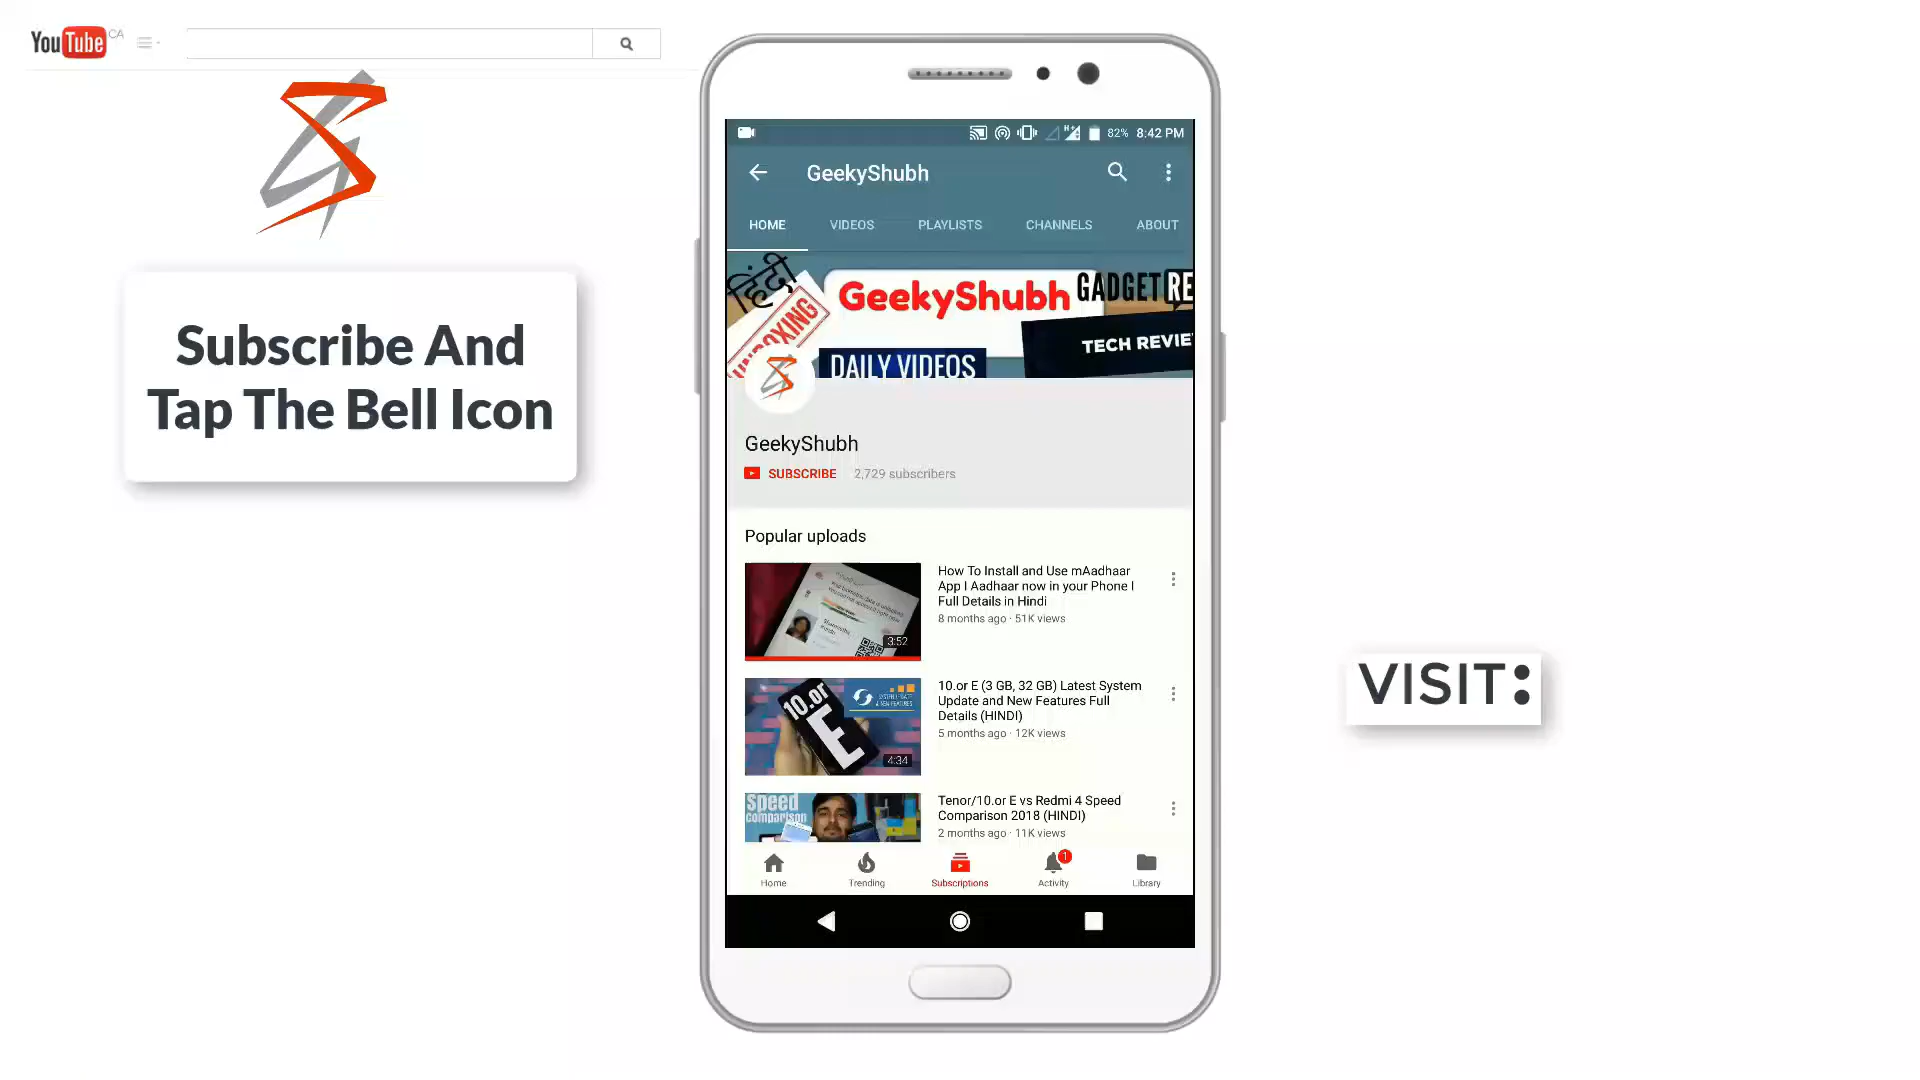 YouTube CA
Subscribe And
Tap The Bell Icon
82% 8:42 PM
GeekyShubh
HOME VIDEOS PLAYLISTS CHANNELS ABOUT
हिंदी
UNBOXING
GeekyShubh
GADGET RE
TECH REVIE
DAILY VIDEOS
GeekyShubh
SUBSCRIBE 2,729 subscribers
Popular uploads
3:52
How To Install and Use mAadhaar
App I Aadhaar now in your Phone I
Full Details in Hindi
8 months ago · 51K views
10.or
E
SYSTEM UPDATE
& NEW FEATURES
4:34
10.or E (3 GB, 32 GB) Latest System
Update and New Features Full
Details (HINDI)
5 months ago · 12K views
Speed
comparison
Tenor/10.or E vs Redmi 4 Speed
Comparison 2018 (HINDI)
2 months ago · 11K views
1
Home Trending Subscriptions Activity Library
VISIT: